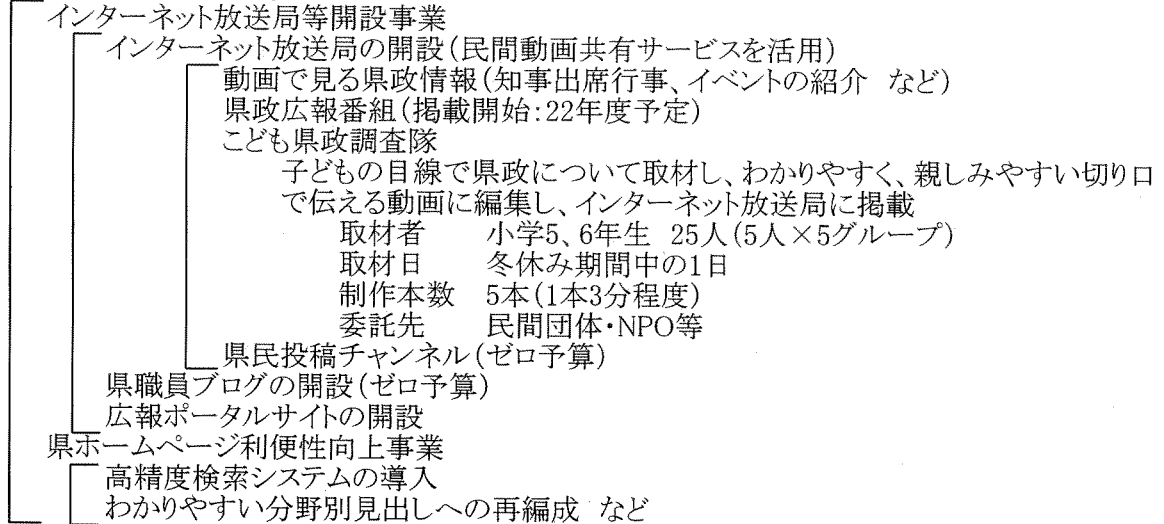 インターネット放送局等開設事業
インターネット放送局の開設(民間動画共有サービスを活用)
動画で見る県政情報(知事出席行事、イベントの紹介 など)
県政広報番組(掲載開始:22年度予定)
こども県政調査隊
子どもの目線で県政について取材し、わかりやすく、親しみやすい切り口
で伝える動画に編集し、インターネット放送局に掲載
取材者 小学5、6年生 25人(5人×5グループ)
取材日 冬休み期間中の1日
制作本数 5本(1本3分程度)
委託先 民間団体・NPO等
県民投稿チャンネル(ゼロ予算)
県職員ブログの開設(ゼロ予算)
広報ポータルサイトの開設
県ホームページ利便性向上事業
高精度検索システムの導入
わかりやすい分野別見出しへの再編成 など